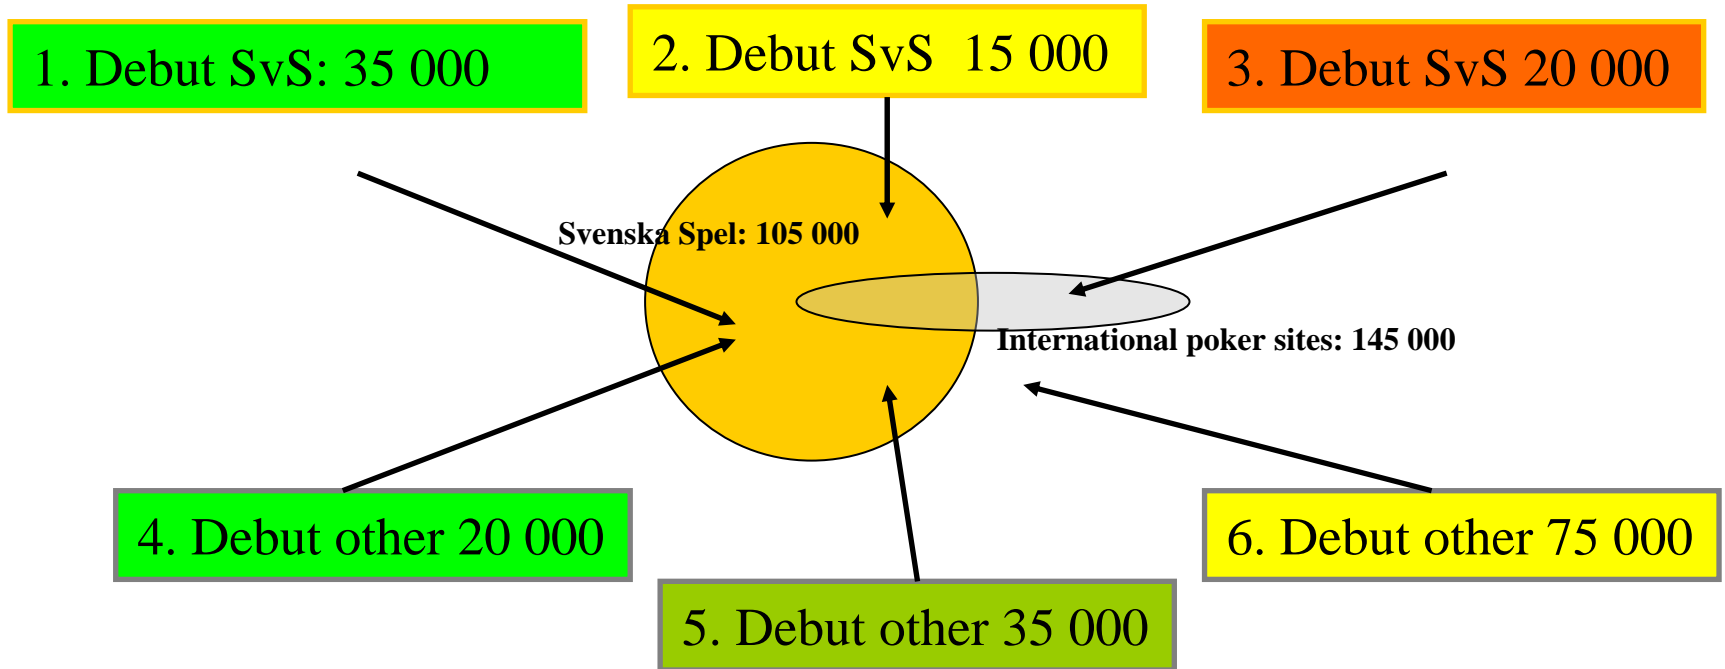 1. Debut SvS: 35 000
2. Debut SvS 15 000
3. Debut SvS 20 000
Svenska Spel: 105 000
International poker sites: 145 000
4. Debut other 20 000
6. Debut other 75 000
5. Debut other 35 000